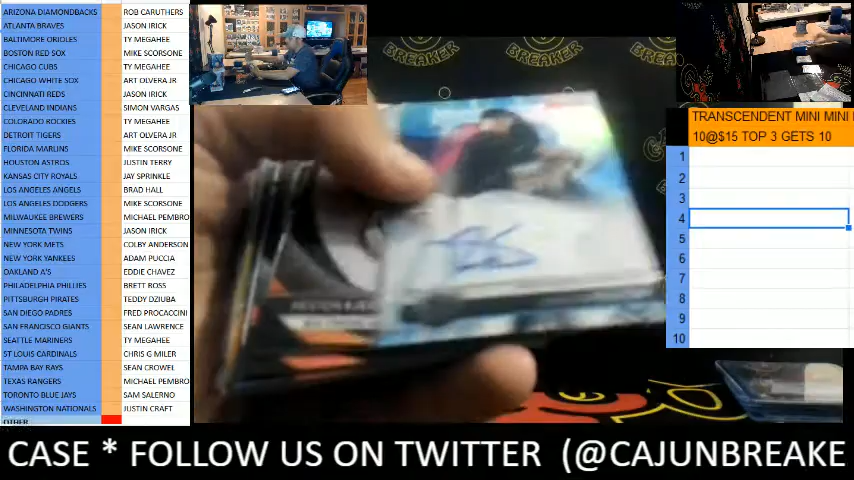 ARIZONA DIAMONDBACKS ROB CARUTHERS
ATLANTA BRAVES JASON IRICK
BALTIMORE ORIOLES TY MEGAHEE
BOSTON RED SOX MIKE SCORSONE
CHICAGO CUBS TY MEGAHEE
CHICAGO WHITE SOX ART OLVERA JR
CINCINNATI REDS JASON IRICK
CLEVELAND INDIANS SIMON VARGAS
COLORADO ROCKIES TY MEGAHEE
DETROIT TIGERS ART OLVERA JR
FLORIDA MARLINS MIKE SCORSONE
HOUSTON ASTROS JUSTIN TERRY
KANSAS CITY ROYALS JAY SPRINKLE
LOS ANGELES ANGELS BRAD HALL
LOS ANGELES DODGERS MIKE SCORSONE
MILWAUKEE BREWERS MICHAEL PEMBRO
MINNESOTA TWINS JASON IRICK
NEW YORK METS COLBY ANDERSON
NEW YORK YANKEES ADAM PUCCIA
OAKLAND A'S EDDIE CHAVEZ
PHILADELPHIA PHILLIES BRETT BOSS
PITTSBURGH PIRATES TEDDY DZIUBA
SAN DIEGO PADRES FRED PROCACCINI
SAN FRANCISCO GIANTS SEAN LAWRENCE
SEATTLE MARINERS TY MEGAHEE
ST LOUIS CARDINALS CHRIS G MILER
TAMPA BAY RAYS SEAN CROWEL
TEXAS RANGERS MICHAEL PEMBRO
TORONTO BLUE JAYS SAM SALERNO
WASHINGTON NATIONALS JUSTIN CRAFT
OTHER
BREAKER
BREAKER
TRANSCENDENT MINI MINI
10@$15 TOP 3 GETS 10
1
2
3
4
5
6
7
8
9
10
CASE * FOLLOW US ON TWITTER (@CAJUNBREAKE